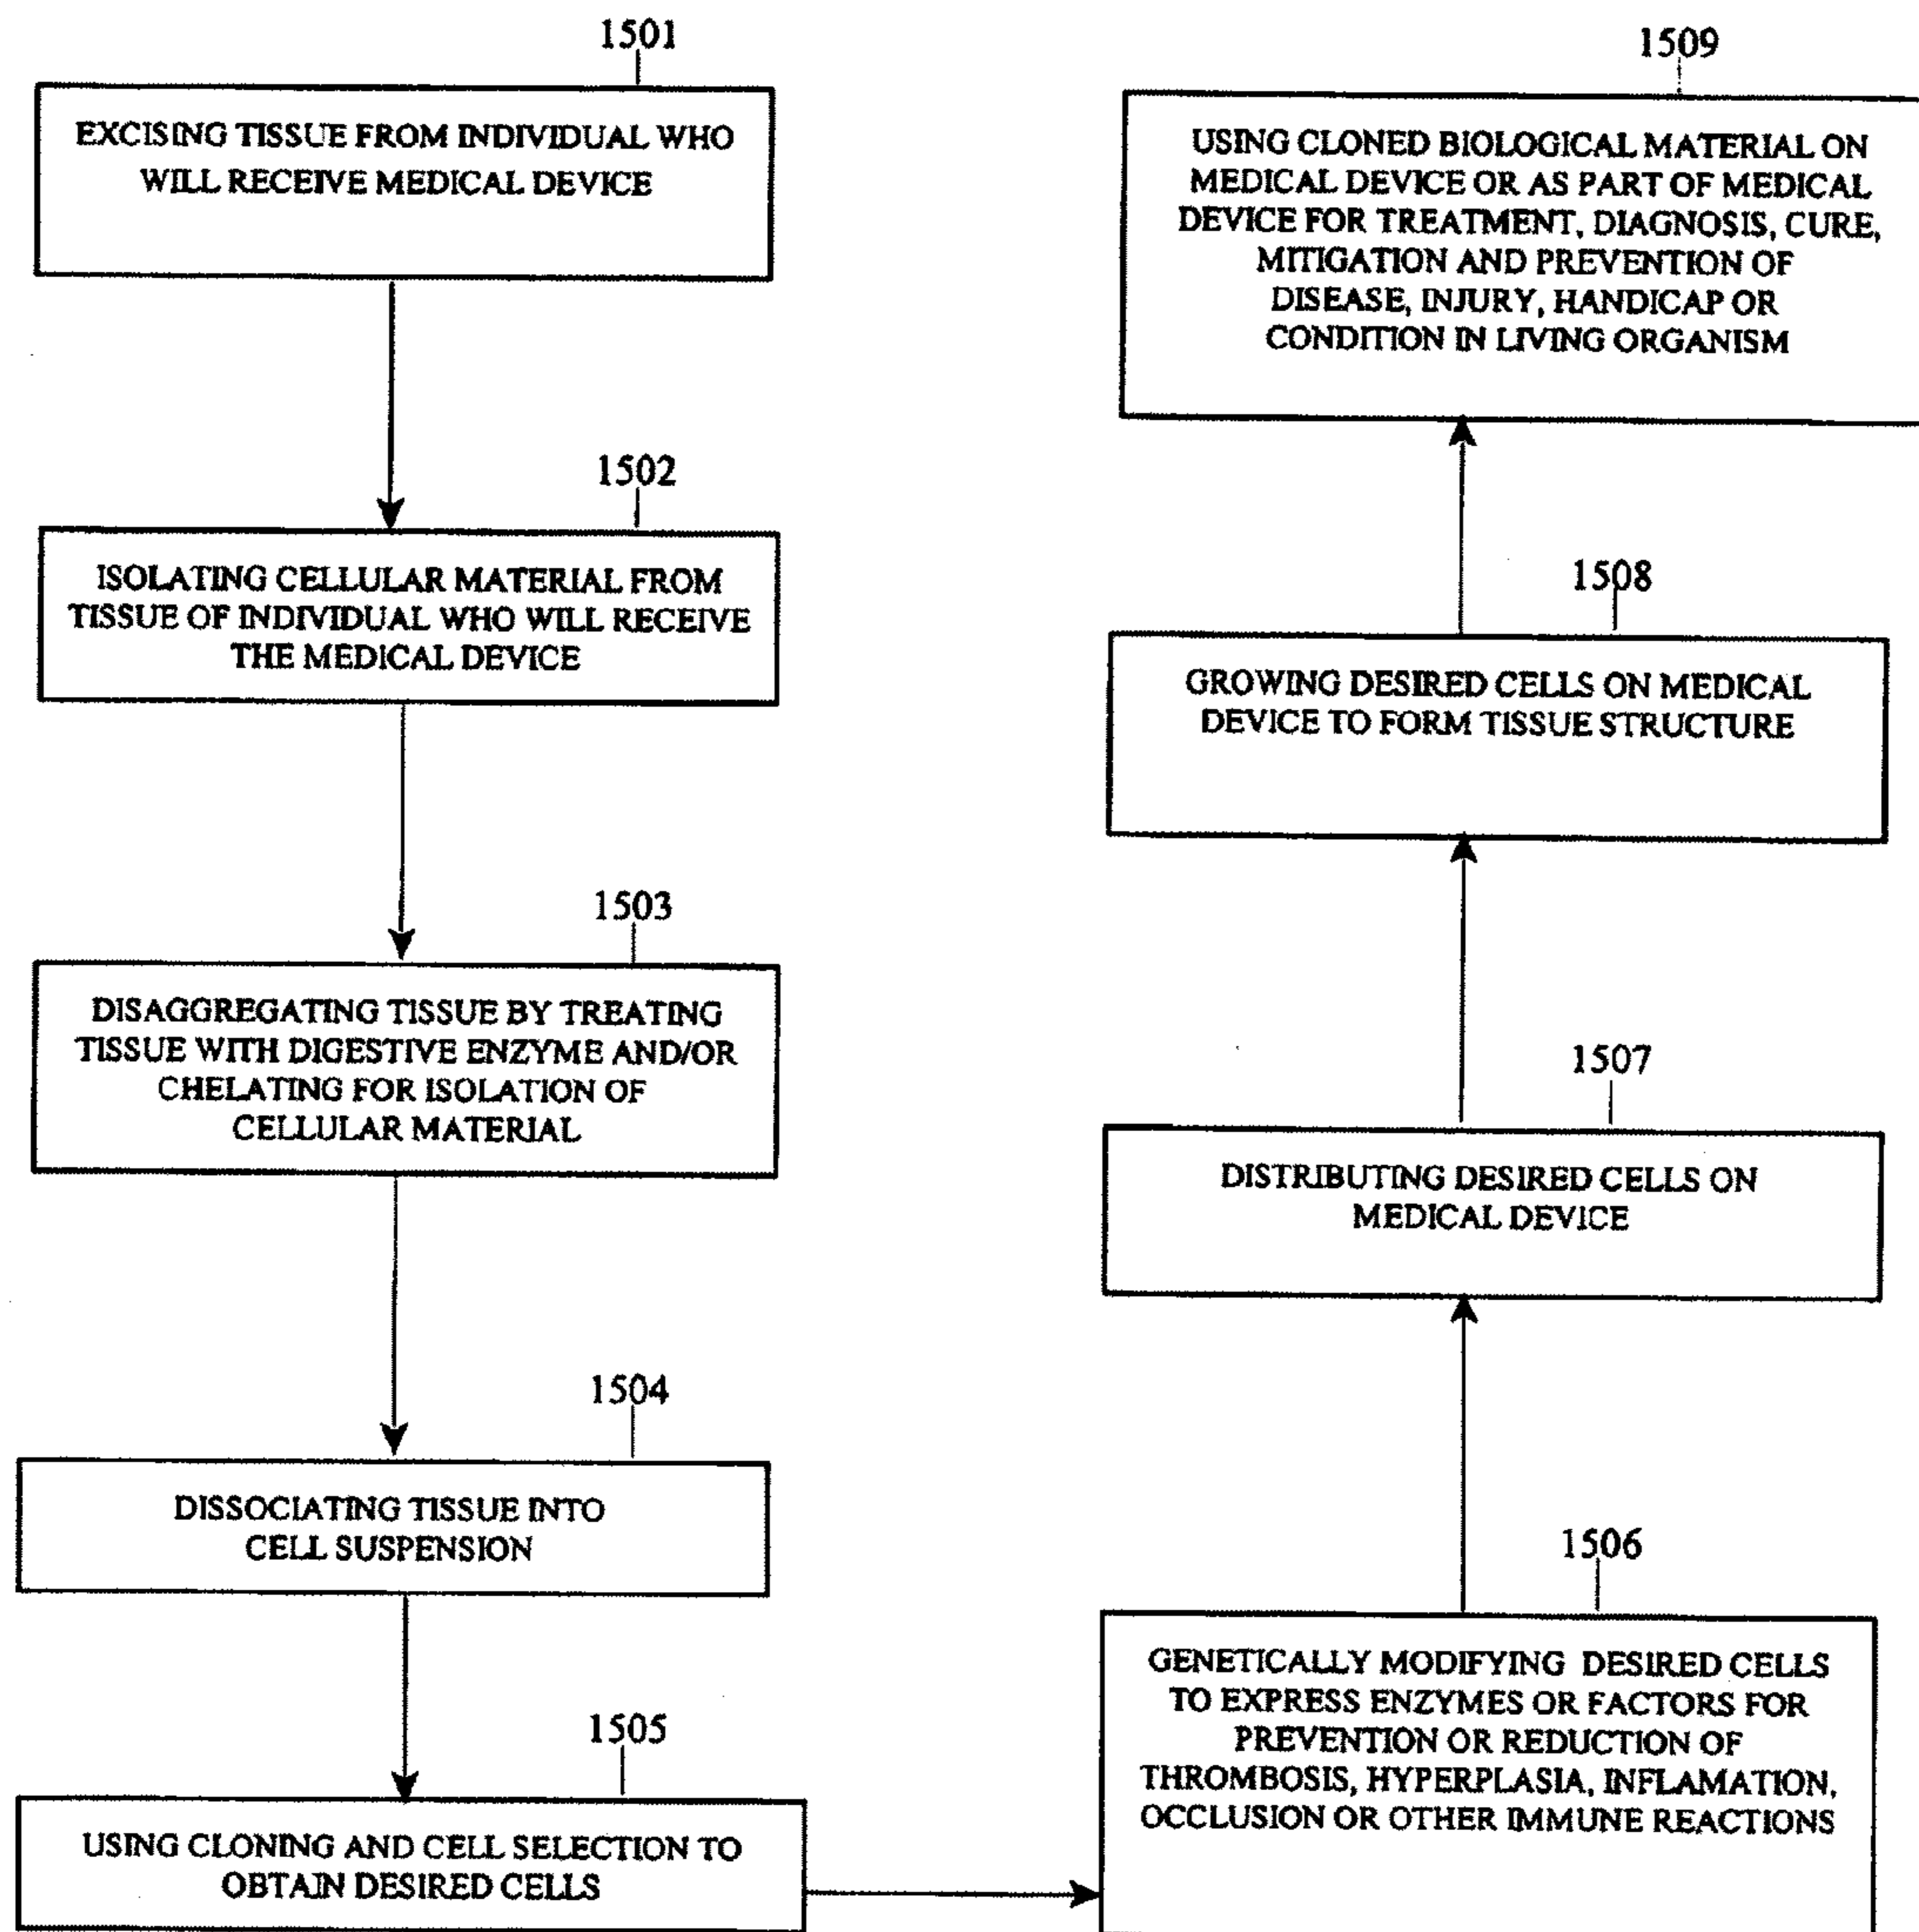 1501
EXCISING TISSUE FROM INDIVIDUAL WHO
WILL RECEIVE MEDICAL DEVICE
1502
ISOLATING CELLULAR MATERIAL FROM
TISSUE OF INDIVIDUAL WHO WILL RECEIVE
THE MEDICAL DEVICE
1503
DISAGGREGATING TISSUE BY TREATING
TISSUE WITH DIGESTIVE ENZYME AND/OR
CHELATING FOR ISOLATION OF
CELLULAR MATERIAL
1504
DISSOCIATING TISSUE INTO
CELL SUSPENSION
1505
USING CLONING AND CELL SELECTION TO
OBTAIN DESIRED CELLS
1506
GENETICALLY MODIFYING DESIRED CELLS
TO EXPRESS ENZYMES OR FACTORS FOR
PREVENTION OR REDUCTION OF
THROMBOSIS, HYPERPLASIA, INFLAMATION,
OCCLUSION OR OTHER IMMUNE REACTIONS
1507
DISTRIBUTING DESIRED CELLS ON
MEDICAL DEVICE
1508
GROWING DESIRED CELLS ON MEDICAL
DEVICE TO FORM TISSUE STRUCTURE
1509
USING CLONED BIOLOGICAL MATERIAL ON
MEDICAL DEVICE OR AS PART OF MEDICAL
DEVICE FOR TREATMENT, DIAGNOSIS, CURE,
MITIGATION AND PREVENTION OF
DISEASE, INJURY, HANDICAP OR
CONDITION IN LIVING ORGANISM